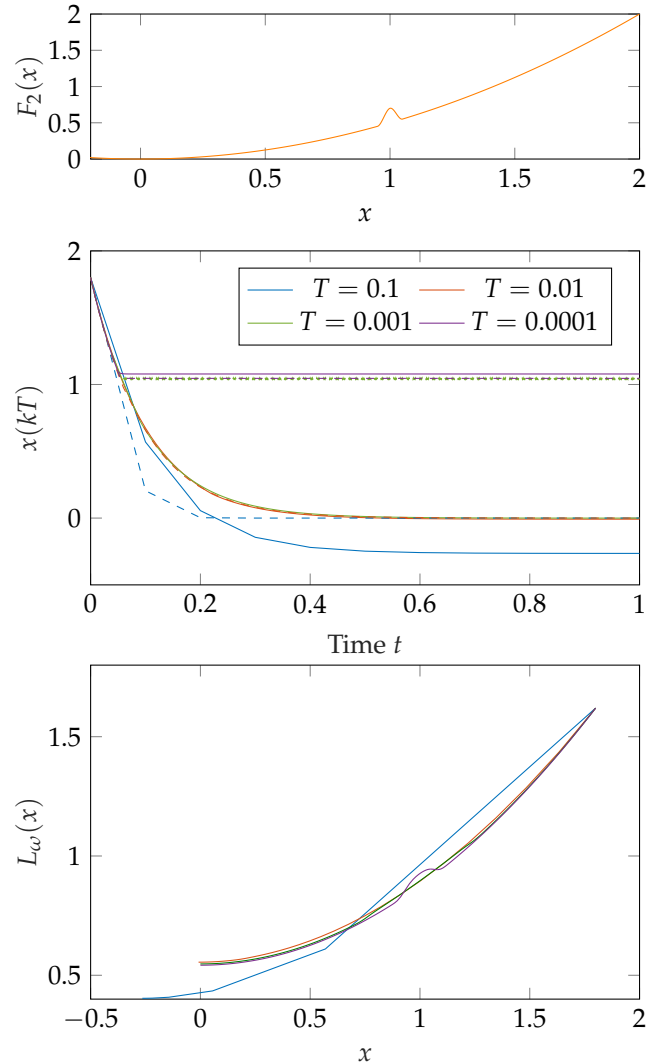 2
1.5
1
0.5
0
F₂(x)
0 0.5 1 1.5 2
x
2
1
0
x(kT)
T = 0.1 T = 0.01
T = 0.001 T = 0.0001
0 0.2 0.4 0.6 0.8 1
Time t
1.5
1
0.5
L_ω(x)
−0.5 0 0.5 1 1.5 2
x